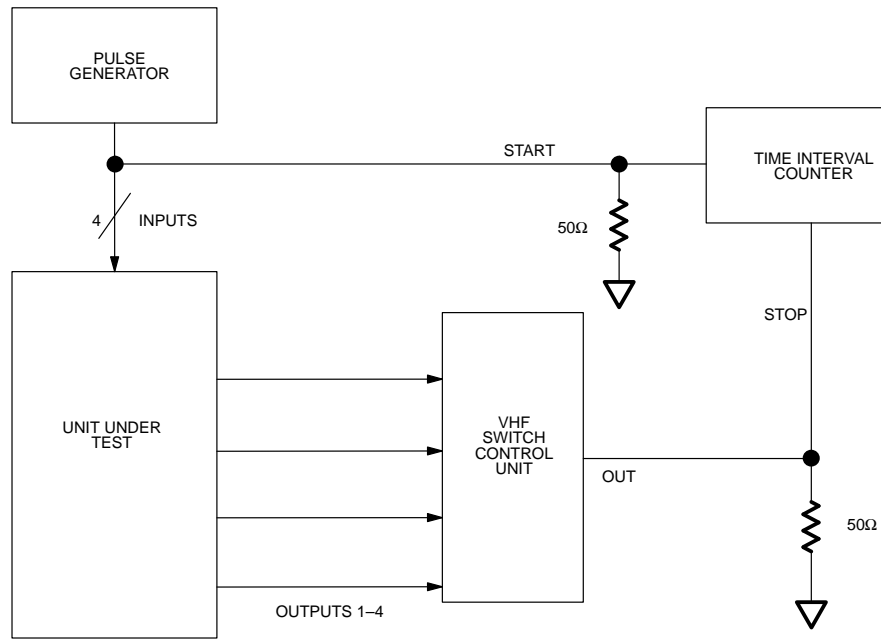 PULSE
GENERATOR
START
TIME INTERVAL
COUNTER
4
INPUTS
50Ω
STOP
UNIT UNDER
TEST
VHF
SWITCH
CONTROL
UNIT
OUT
50Ω
OUTPUTS 1–4